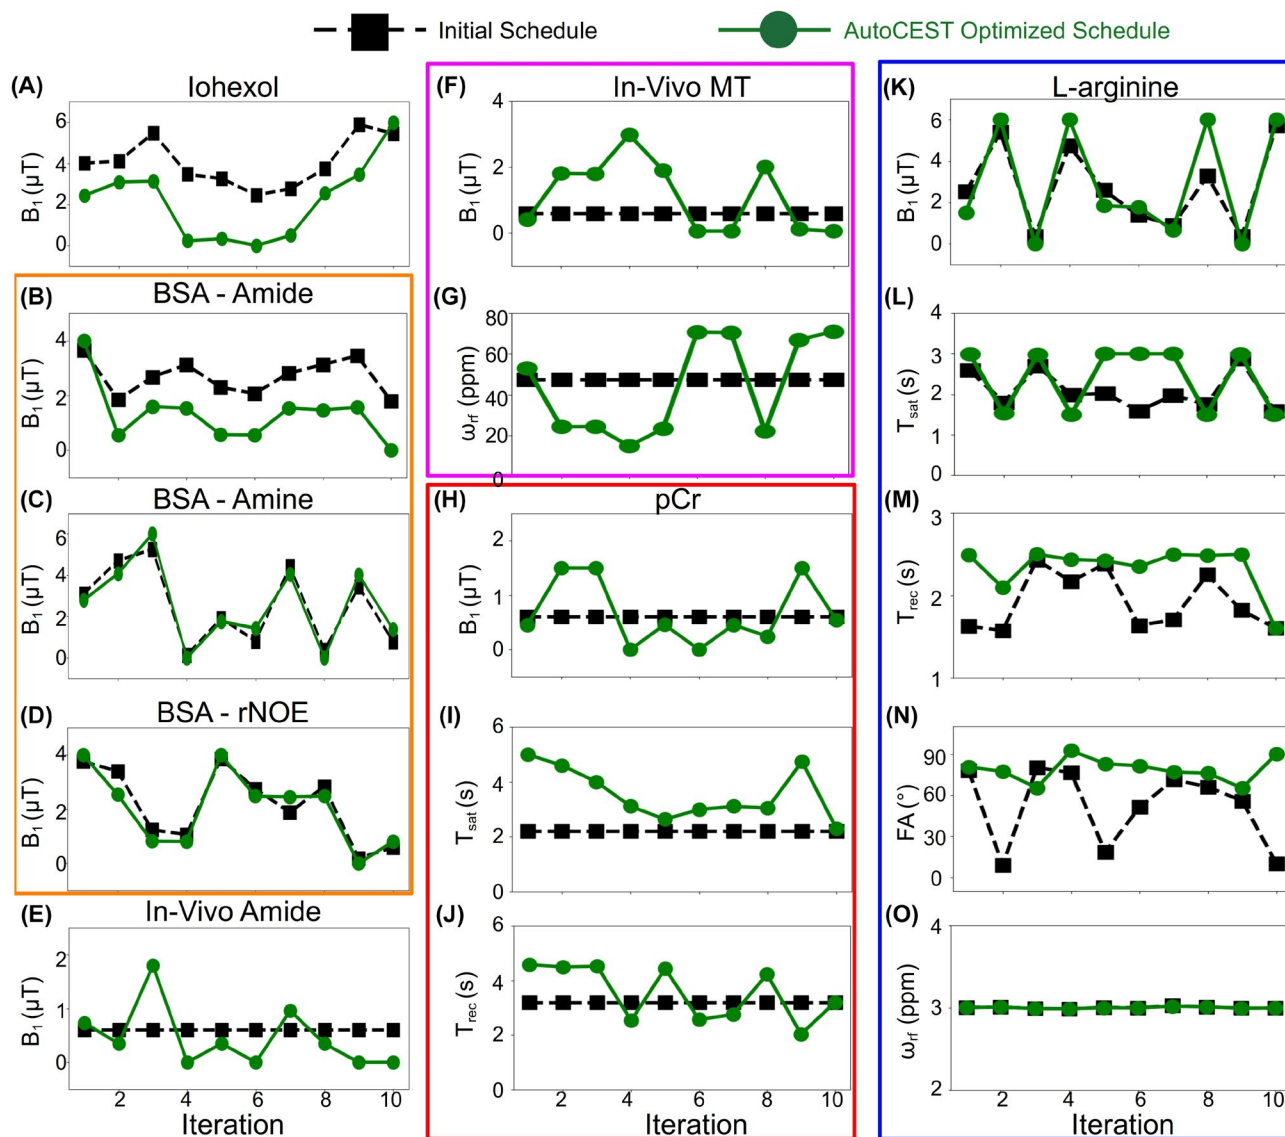 Initial Schedule
AutoCEST Optimized Schedule
(A)
Iohexol
B₁ (μT)
6
4
2
0
(B)
BSA - Amide
B₁ (μT)
4
2
0
(C)
BSA - Amine
B₁ (μT)
6
4
2
0
(D)
BSA - rNOE
B₁ (μT)
4
2
0
(E)
In-Vivo Amide
B₁ (μT)
2
1
0
2 4 6 8 10
Iteration
(F)
In-Vivo MT
B₁ (μT)
4
2
0
(G)
ωrf (ppm)
80
60
40
20
0
(H)
pCr
B₁ (μT)
2
1
0
(I)
Tsat (s)
6
4
2
0
(J)
Trec (s)
6
4
2
0
2 4 6 8 10
Iteration
(K)
L-arginine
B₁ (μT)
6
4
2
0
(L)
Tsat (s)
4
3
2
1
0
(M)
Trec (s)
3
2
1
(N)
FA (°)
90
60
30
0
(O)
ωrf (ppm)
4
3
2
2 4 6 8 10
Iteration